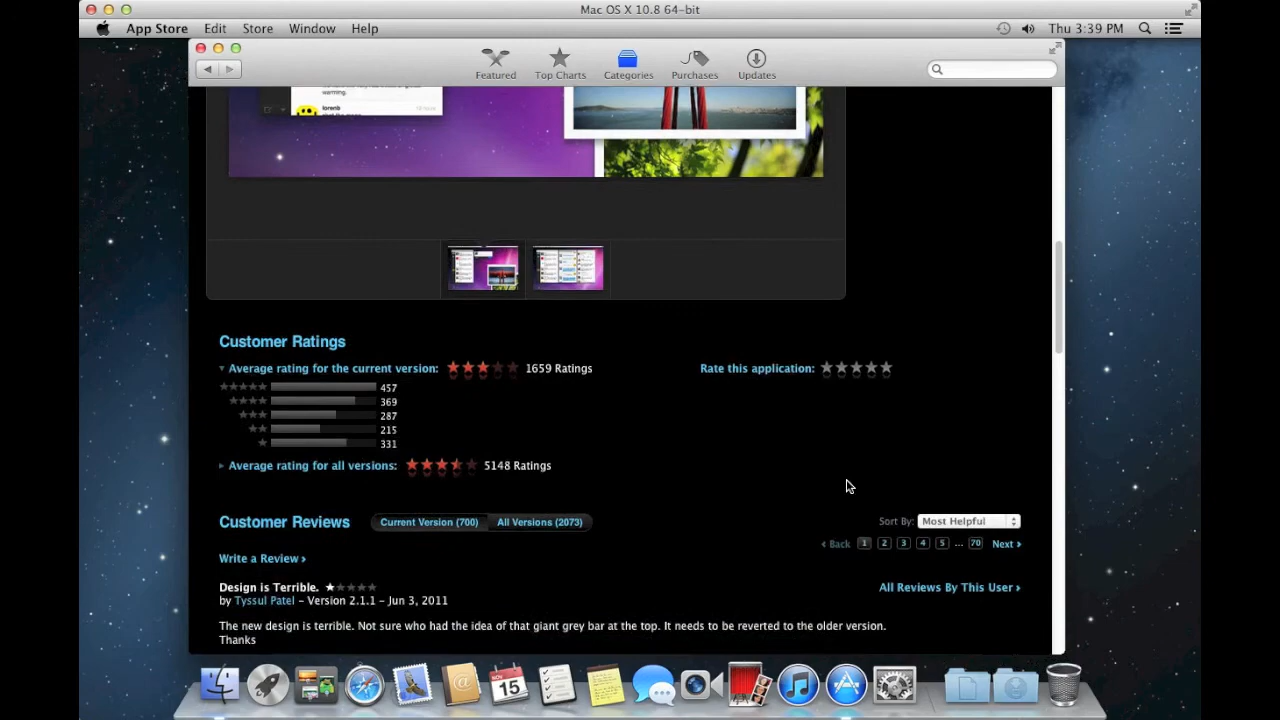 Mac OS X 10.8 64-bit
App Store Edit Store Window Help Thu 3:39 PM
Featured Top Charts Categories Purchases Updates
warming.
lorenb
Customer Ratings
Average rating for the current version: 1659 Ratings Rate this application:
457
369
287
215
331
Average rating for all versions: 5148 Ratings
Customer Reviews Current Version (700) All Versions (2073) Sort By: Most Helpful
Back 1 2 3 4 5 ... 70 Next
Write a Review
Design is Terrible. All Reviews By This User
by Tyssul Patel – Version 2.1.1 – Jun 3, 2011
The new design is terrible. Not sure who had the idea of that giant grey bar at the top. It needs to be reverted to the older version.
Thanks
NOV
15